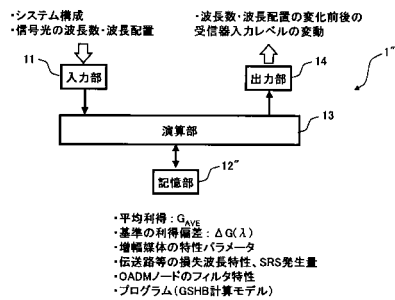 ・システム構成
・信号光の波長数・波長配置
・波長数・波長配置の変化前後の
受信器入力レベルの変動
11
入力部
出力部
14
1"
演算部
13
記憶部
12"
・平均利得：GAVE
・基準の利得偏差：ΔG(λ)
・増幅媒体の特性パラメータ
・伝送路等の損失波長特性、SRS発生量
・OADMノードのフィルタ特性
・プログラム(GSHB計算モデル)